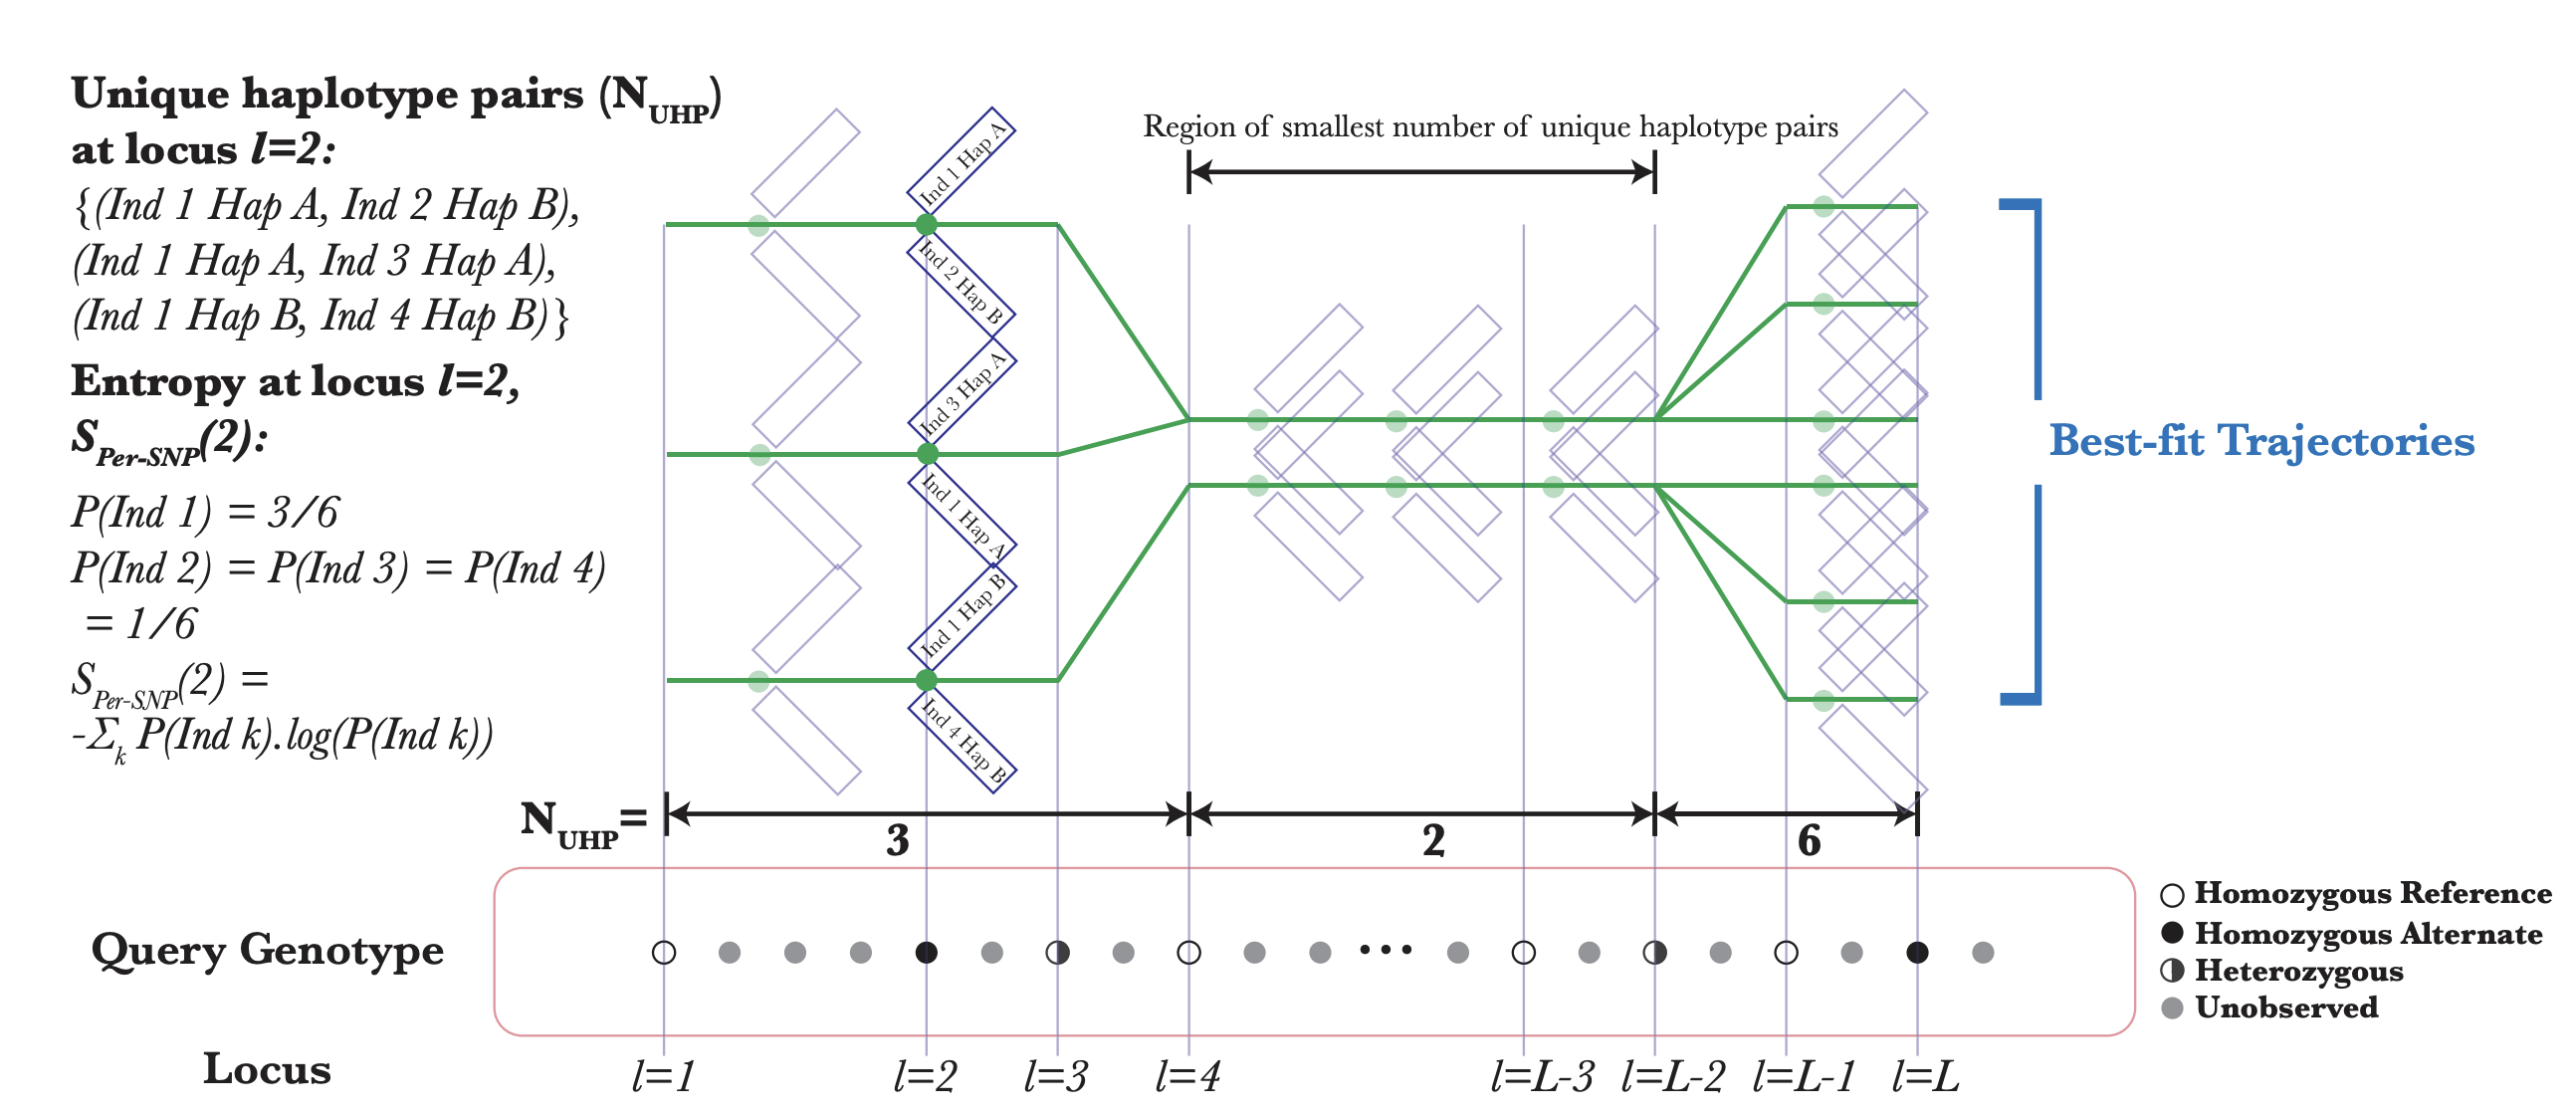 Unique haplotype pairs (N_UHP)
at locus l=2:
{(Ind 1 Hap A, Ind 2 Hap B),
(Ind 1 Hap A, Ind 3 Hap A),
(Ind 1 Hap B, Ind 4 Hap B)}
Entropy at locus l=2,
S_Per-SNP(2):
P(Ind 1) = 3/6
P(Ind 2) = P(Ind 3) = P(Ind 4)
= 1/6
S_Per-SNP(2) =
-Σ_k P(Ind k).log(P(Ind k))
Region of smallest number of unique haplotype pairs
Ind 1 Hap A
Ind 2 Hap B
Ind 3 Hap A
Ind 1 Hap A
Ind 1 Hap B
Ind 4 Hap B
Best-fit Trajectories
N_UHP=
3
2
6
Query Genotype
...
Homozygous Reference
Homozygous Alternate
Heterozygous
Unobserved
Locus
l=1 l=2 l=3 l=4 l=L-3 l=L-2 l=L-1 l=L